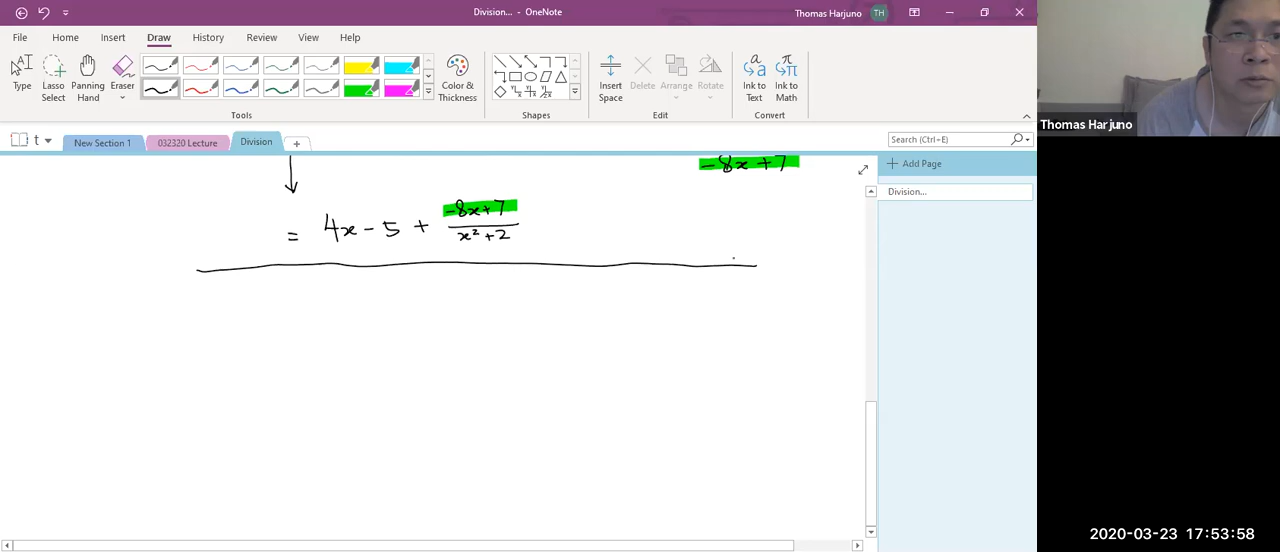 Division... - OneNote
Thomas Harjuno TH
File Home Insert Draw History Review View Help
Type Lasso Select Panning Hand Eraser
Color & Thickness
Insert Space Delete Arrange Rotate
Ink to Text Ink to Math
Tools Shapes Edit Convert
t New Section 1 032320 Lecture Division +
Search (Ctrl+E)
Add Page
Division...
-8x+7
= 4x-5 + \frac{-8x+7}{x²+2}
Thomas Harjuno
2020-03-23 17:53:58